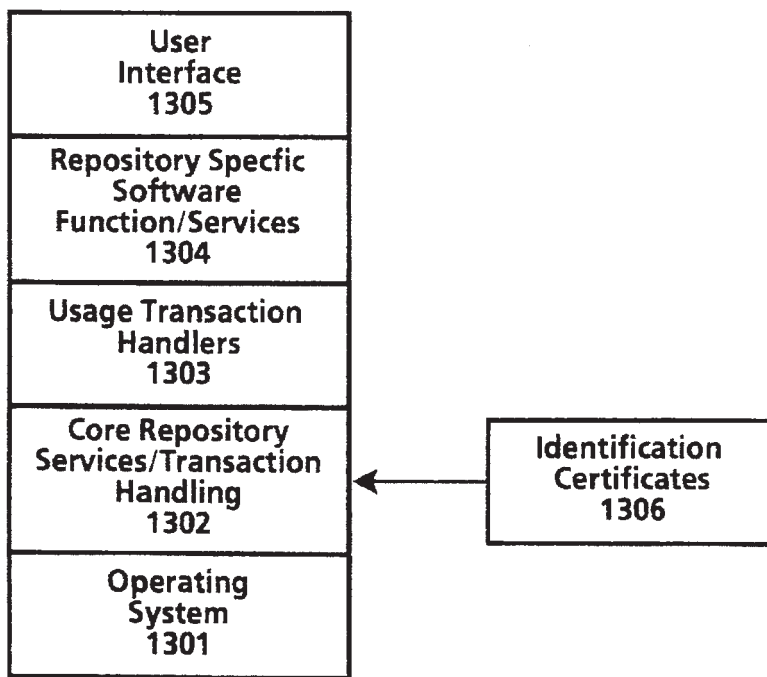 User
Interface
1305
Repository Specfic
Software
Function/Services
1304
Usage Transaction
Handlers
1303
Core Repository
Services/Transaction
Handling
1302
Identification
Certificates
1306
Operating
System
1301